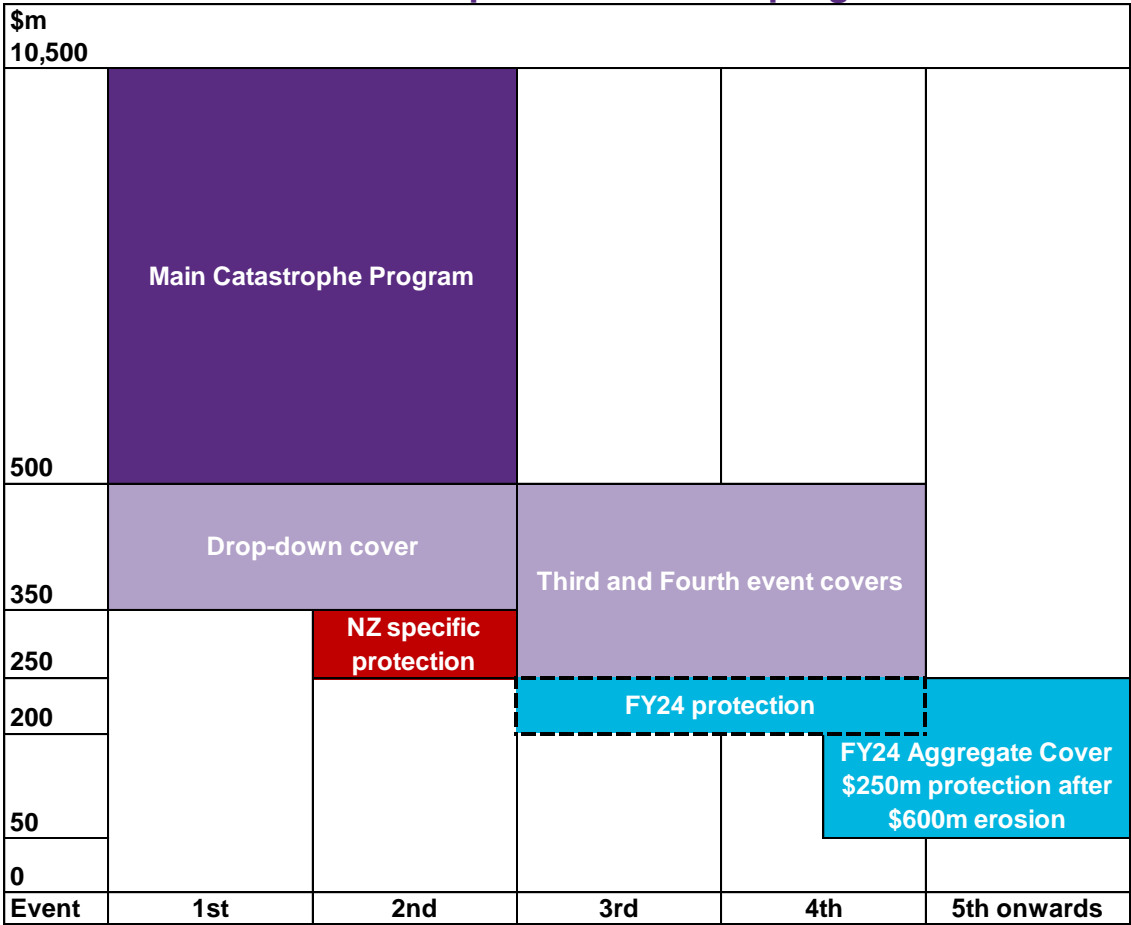 $m
10,500
Main Catastrophe Program
500
Drop-down cover
Third and Fourth event covers
350
NZ specific
protection
250
FY24 protection
200
FY24 Aggregate Cover
$250m protection after
$600m erosion
50
0
Event 1st 2nd 3rd 4th 5th onwards